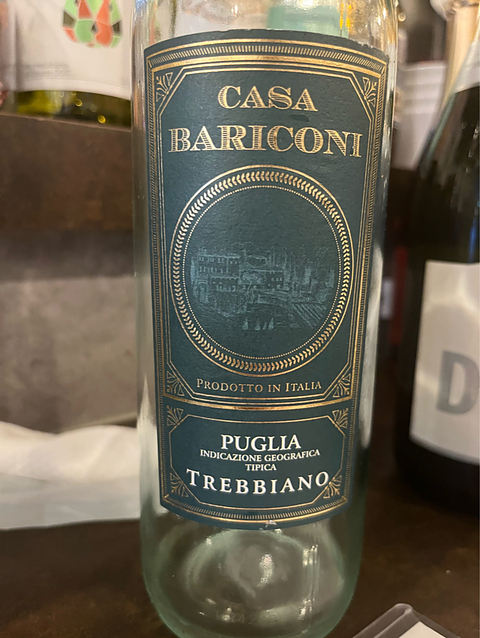 CASA
BARICONI
PRODOTTO IN ITALIA
PUGLIA
INDICAZIONE GEOGRAFICA
TIPICA
TREBBIANO
D